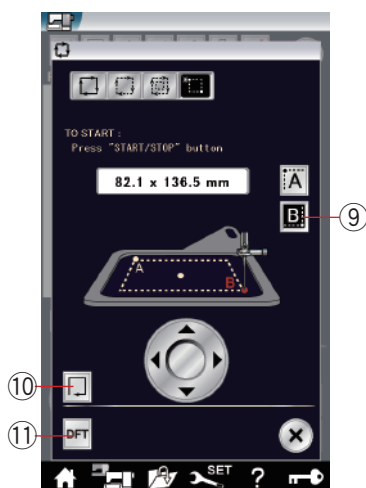 TO START :
Press "START/STOP" button
82.1 x 136.5 mm
A
B
⑨
A
B
⑩
⑪
DFT
SET
?